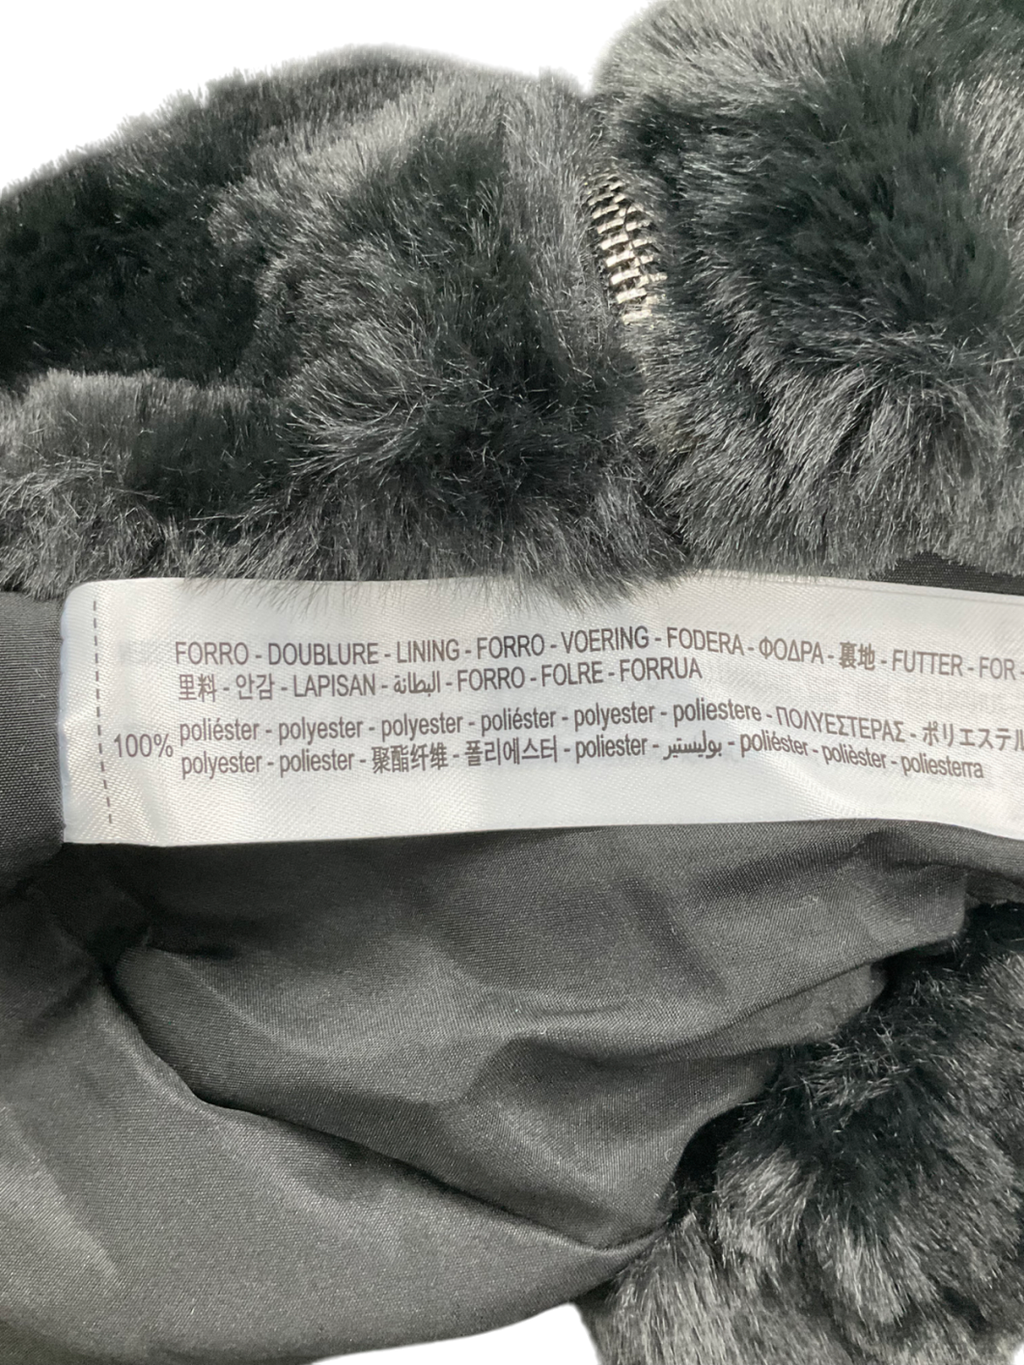 FORRO - DOUBLURE - LINING - FORRO - VOERING - FODERA - ΦΟΔΡΑ - 裏地 - FUTTER - FOR -
里料 - 안감 - LAPISAN - البطانة - FORRO - FOLRE - FORRUA
100% poliéster - polyester - polyester - poliéster - polyester - poliestere - ΠΟΛΥΕΣΤΕΡΑΣ - ポリエステル
polyester - poliester - 聚酯纤维 - 폴리에스터 - poliester - بوليستير - poliéster - polièster - poliesterra